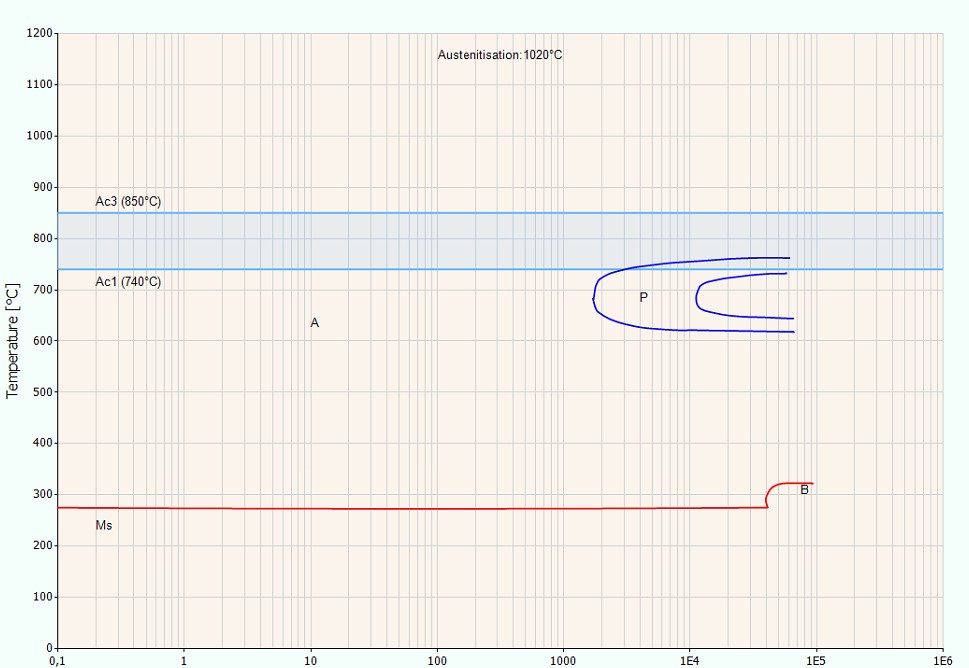 1200
Austenitisation:1020°C
1100
1000
900
Ac3 (850°C)
800
Ac1 (740°C)
700
P
A
600
Temperature [°C]
500
400
300
B
Ms
200
100
0
0,1 1 10 100 1000 1E4 1E5 1E6